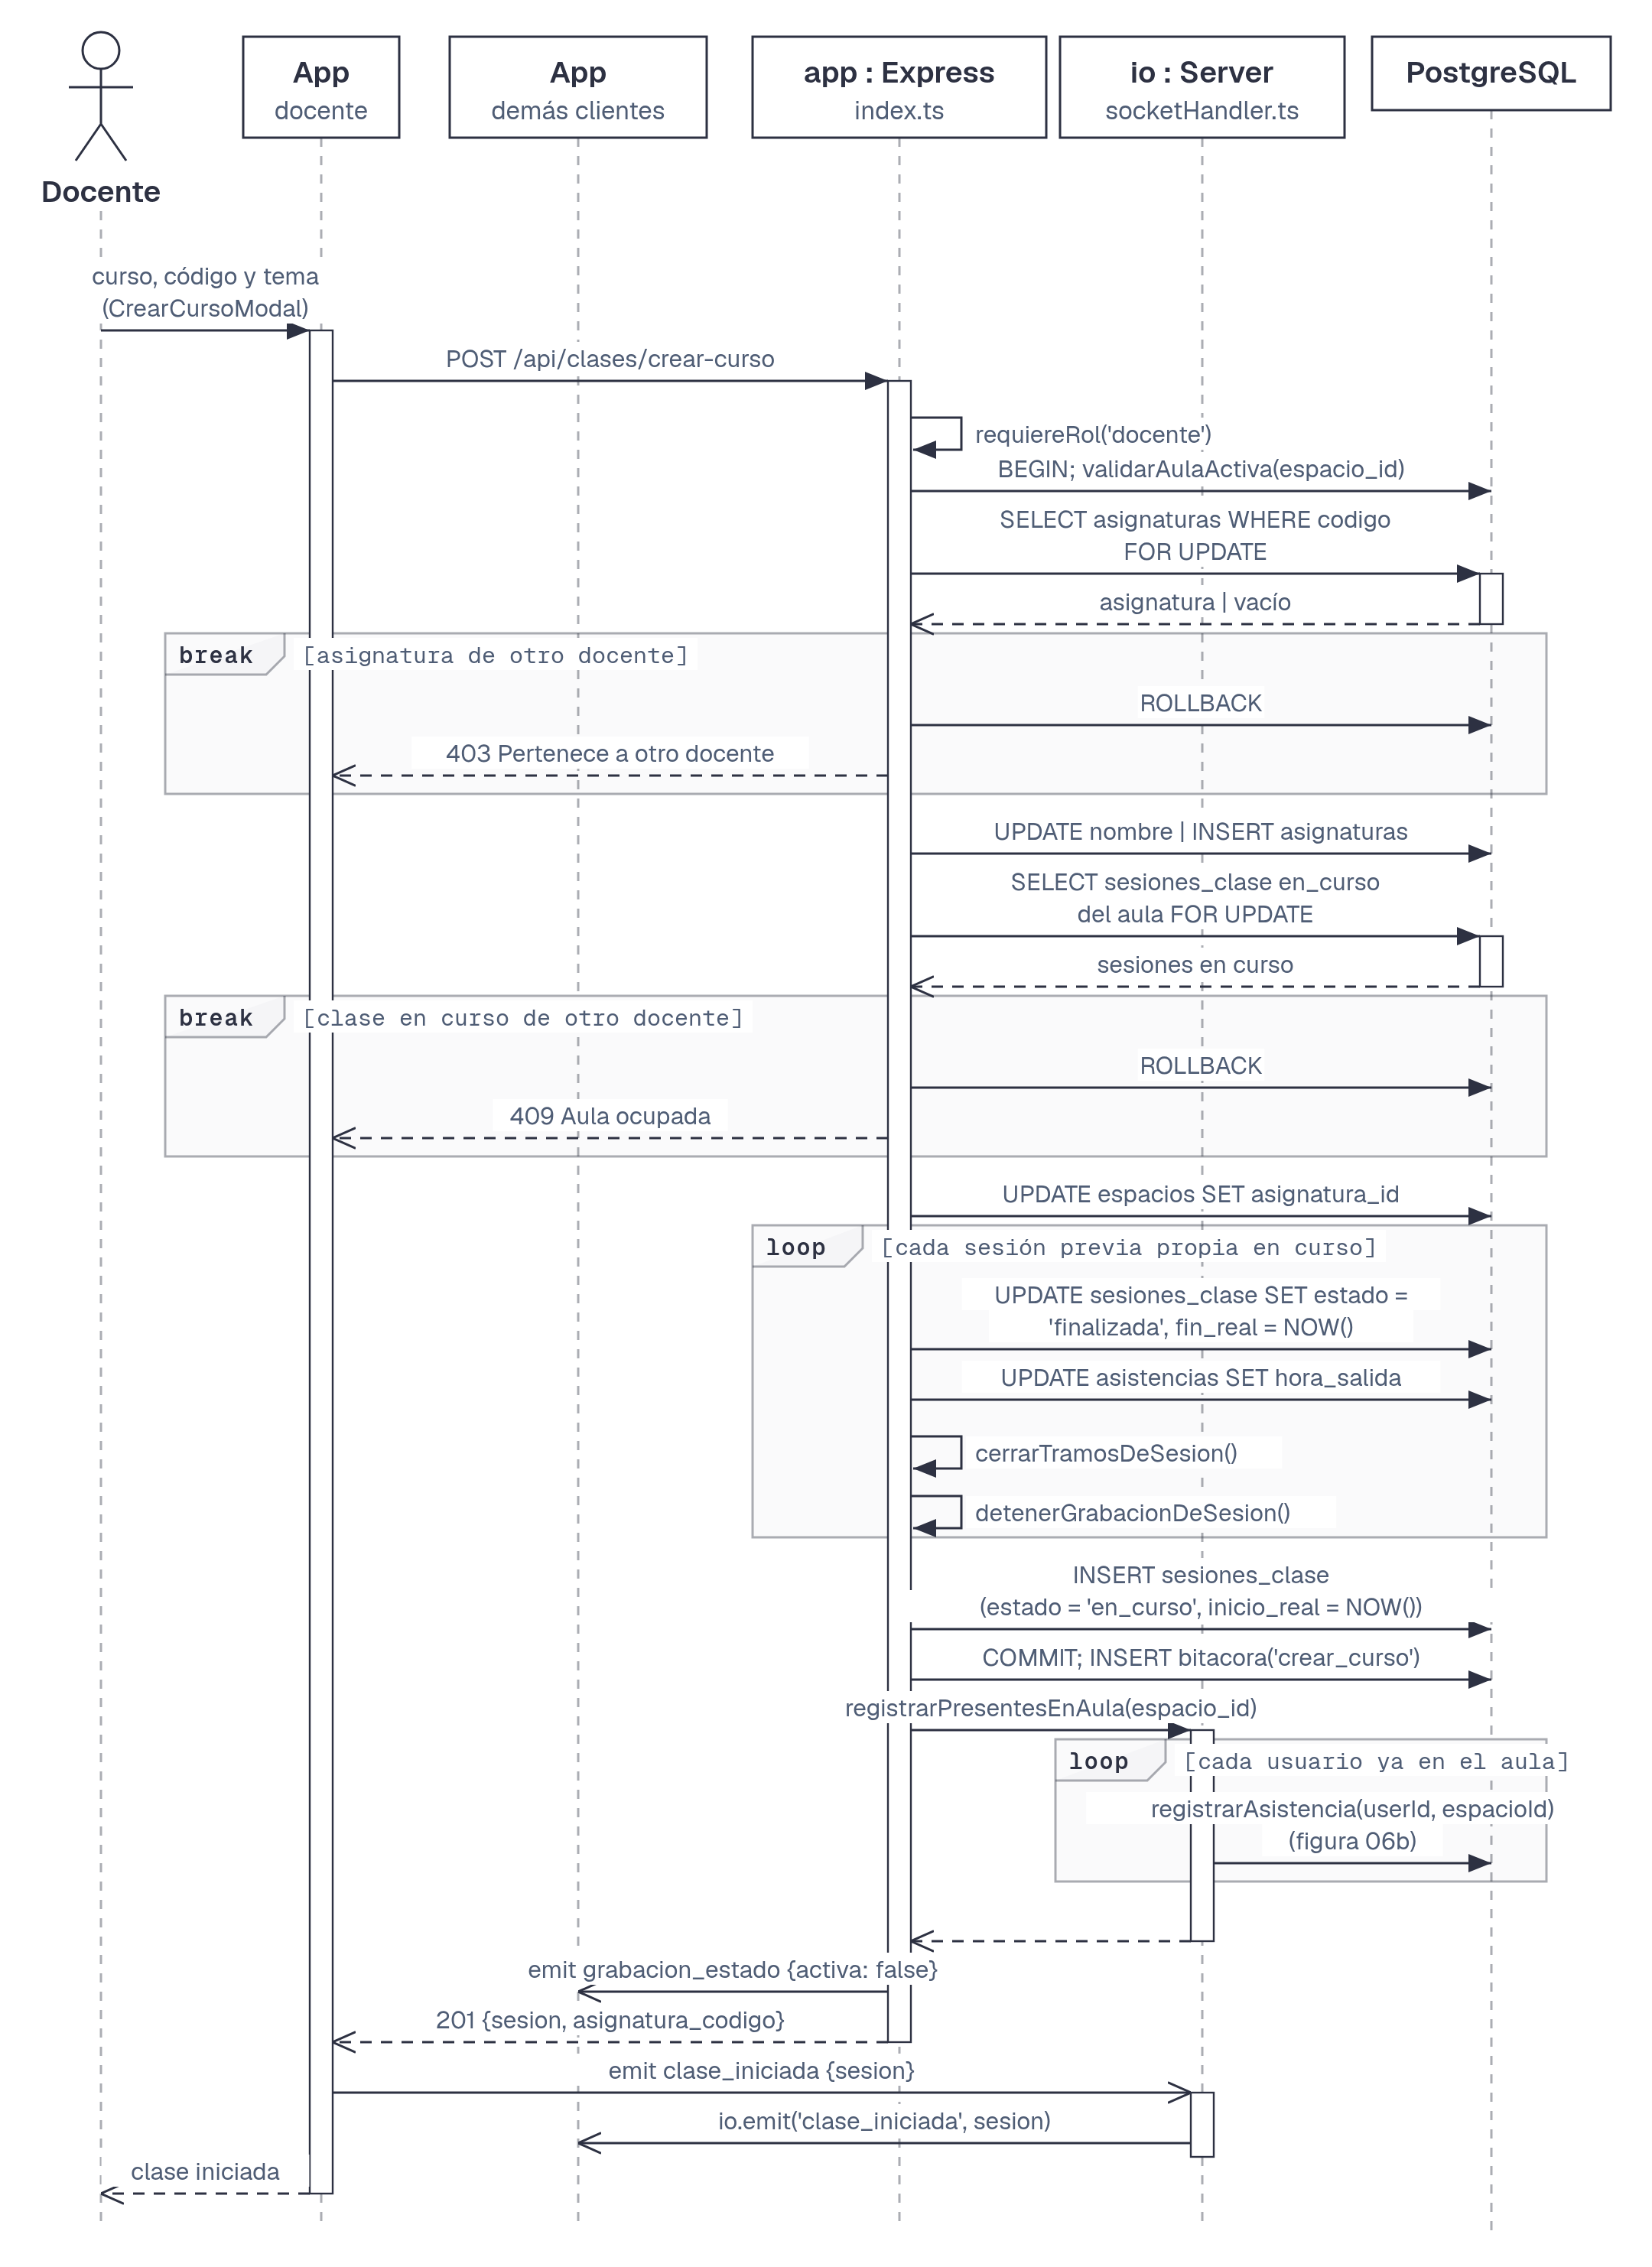 Docente
App
docente
App
demás clientes
app : Express
index.ts
io : Server
socketHandler.ts
PostgreSQL
curso, código y tema
(CrearCursoModal)
POST /api/clases/crear-curso
requiereRol('docente')
BEGIN; validarAulaActiva(espacio_id)
SELECT asignaturas WHERE codigo
FOR UPDATE
asignatura | vacío
break [asignatura de otro docente]
ROLLBACK
403 Pertenece a otro docente
UPDATE nombre | INSERT asignaturas
SELECT sesiones_clase en_curso
del aula FOR UPDATE
sesiones en curso
break [clase en curso de otro docente]
ROLLBACK
409 Aula ocupada
UPDATE espacios SET asignatura_id
loop [cada sesión previa propia en curso]
UPDATE sesiones_clase SET estado =
'finalizada', fin_real = NOW()
UPDATE asistencias SET hora_salida
cerrarTramosDeSesion()
detenerGrabacionDeSesion()
INSERT sesiones_clase
(estado = 'en_curso', inicio_real = NOW())
COMMIT; INSERT bitacora('crear_curso')
registrarPresentesEnAula(espacio_id)
loop [cada usuario ya en el aula]
registrarAsistencia(userId, espacioId)
(figura 06b)
emit grabacion_estado {activa: false}
201 {sesion, asignatura_codigo}
emit clase_iniciada {sesion}
io.emit('clase_iniciada', sesion)
clase iniciada